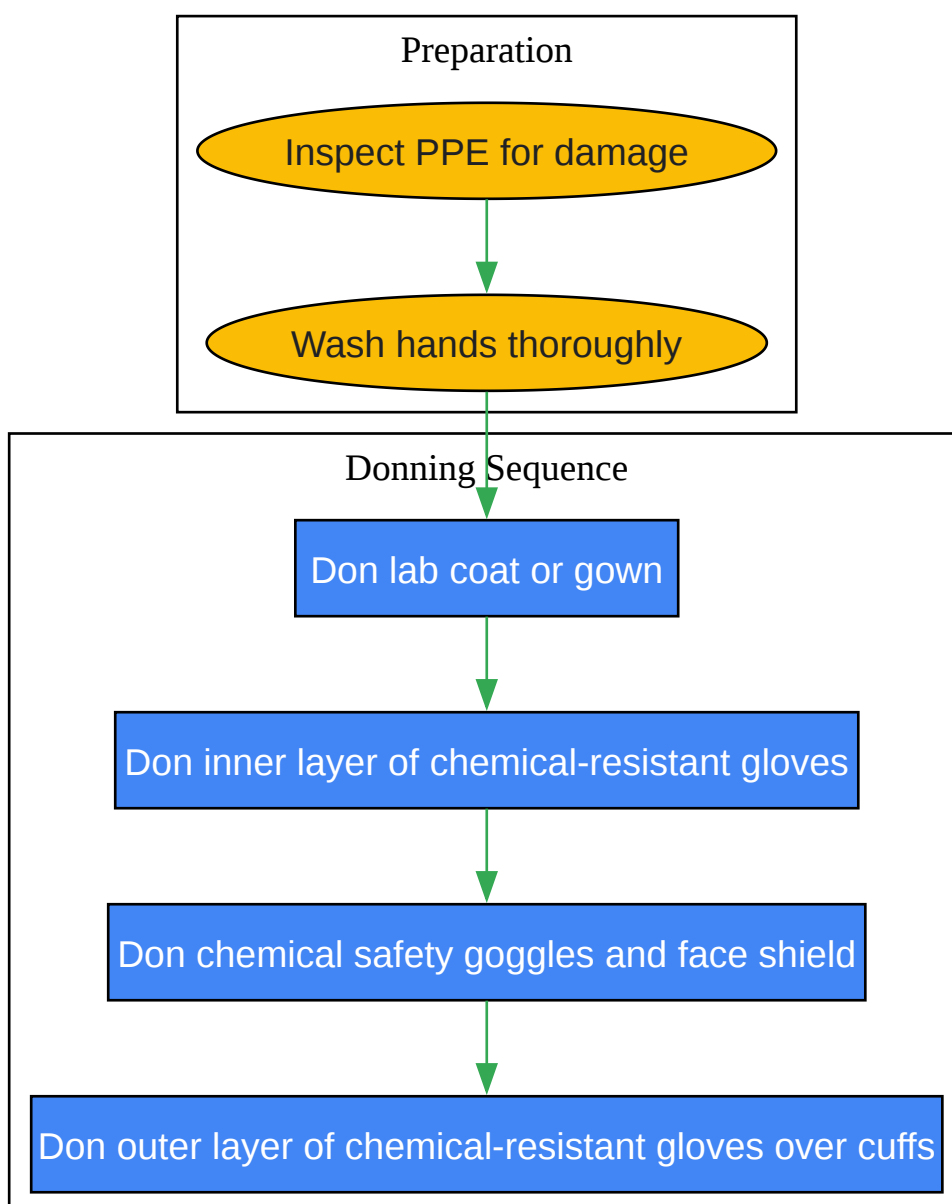 Preparation
Inspect PPE for damage
Wash hands thoroughly
Donning Sequence
Don lab coat or gown
Don inner layer of chemical-resistant gloves
Don chemical safety goggles and face shield
Don outer layer of chemical-resistant gloves over cuffs